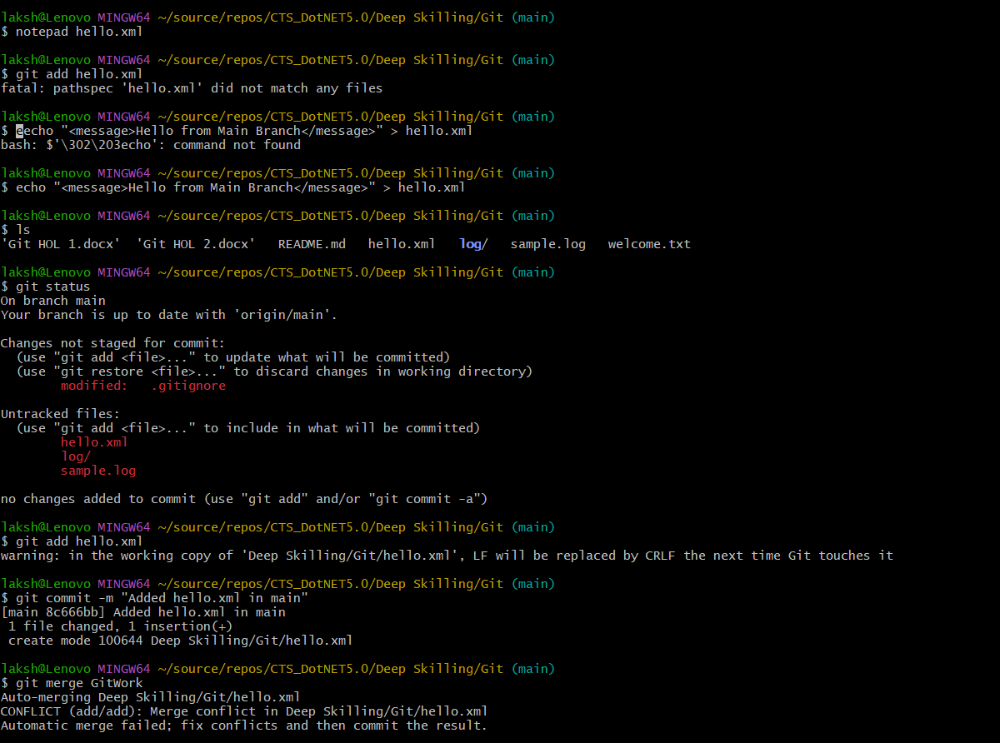 laksh@Lenovo MINGW64 ~/source/repos/CTS_DotNET5.0/Deep Skilling/Git (main)
$ notepad hello.xml
laksh@Lenovo MINGW64 ~/source/repos/CTS_DotNET5.0/Deep Skilling/Git (main)
$ git add hello.xml
fatal: pathspec 'hello.xml' did not match any files
laksh@Lenovo MINGW64 ~/source/repos/CTS_DotNET5.0/Deep Skilling/Git (main)
$ eecho "<message>Hello from Main Branch</message>" > hello.xml
bash: $'\302\203echo': command not found
laksh@Lenovo MINGW64 ~/source/repos/CTS_DotNET5.0/Deep Skilling/Git (main)
$ echo "<message>Hello from Main Branch</message>" > hello.xml
laksh@Lenovo MINGW64 ~/source/repos/CTS_DotNET5.0/Deep Skilling/Git (main)
$ ls
'Git HOL 1.docx'  'Git HOL 2.docx'   README.md   hello.xml   log/   sample.log   welcome.txt
laksh@Lenovo MINGW64 ~/source/repos/CTS_DotNET5.0/Deep Skilling/Git (main)
$ git status
On branch main
Your branch is up to date with 'origin/main'.
Changes not staged for commit:
  (use "git add <file>..." to update what will be committed)
  (use "git restore <file>..." to discard changes in working directory)
        modified:   .gitignore
Untracked files:
  (use "git add <file>..." to include in what will be committed)
        hello.xml
        log/
        sample.log
no changes added to commit (use "git add" and/or "git commit -a")
laksh@Lenovo MINGW64 ~/source/repos/CTS_DotNET5.0/Deep Skilling/Git (main)
$ git add hello.xml
warning: in the working copy of 'Deep Skilling/Git/hello.xml', LF will be replaced by CRLF the next time Git touches it
laksh@Lenovo MINGW64 ~/source/repos/CTS_DotNET5.0/Deep Skilling/Git (main)
$ git commit -m "Added hello.xml in main"
[main 8c666bb] Added hello.xml in main
 1 file changed, 1 insertion(+)
 create mode 100644 Deep Skilling/Git/hello.xml
laksh@Lenovo MINGW64 ~/source/repos/CTS_DotNET5.0/Deep Skilling/Git (main)
$ git merge GitWork
Auto-merging Deep Skilling/Git/hello.xml
CONFLICT (add/add): Merge conflict in Deep Skilling/Git/hello.xml
Automatic merge failed; fix conflicts and then commit the result.